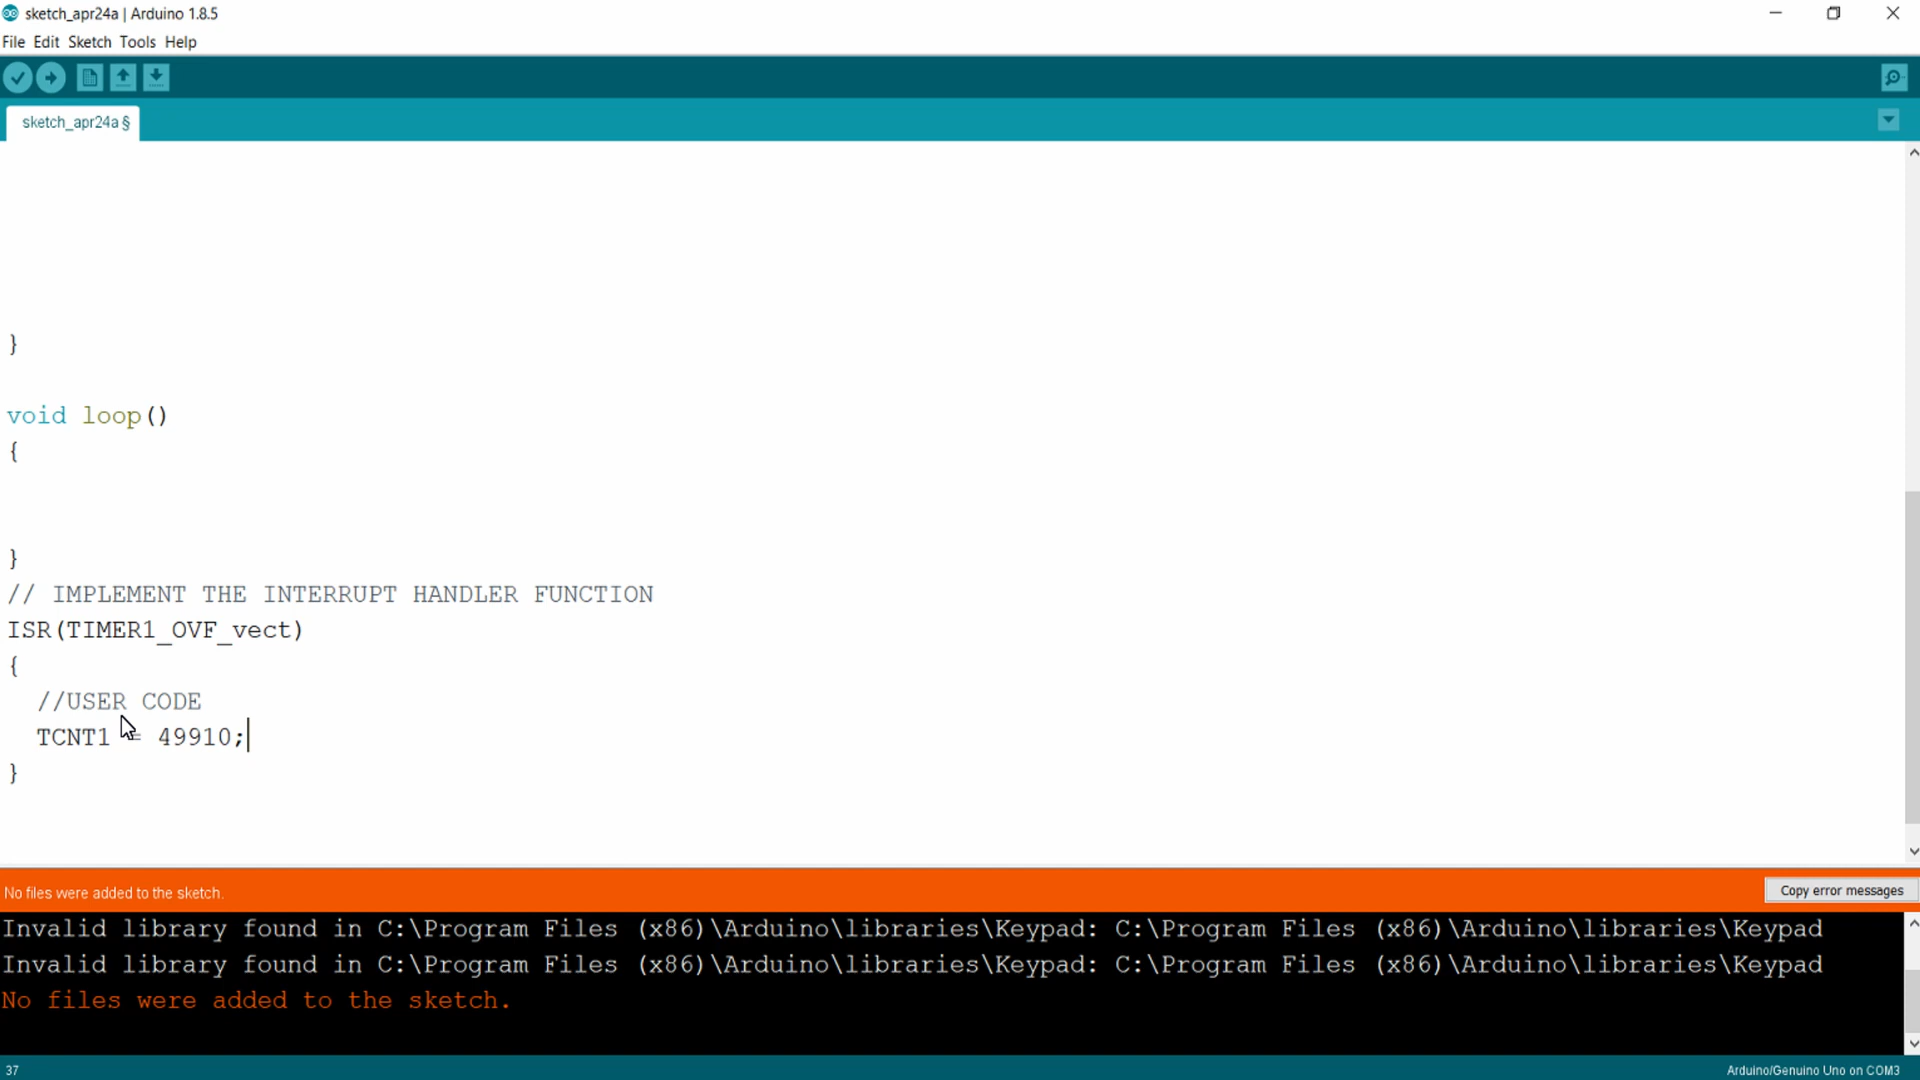 sketch_apr24a | Arduino 1.8.5
File Edit Sketch Tools Help
sketch_apr24a §
}
void loop()
{
}
// IMPLEMENT THE INTERRUPT HANDLER FUNCTION
ISR(TIMER1_OVF_vect)
{
//USER CODE
TCNT1 = 49910;
}
No files were added to the sketch.
Copy error messages
Invalid library found in C:\Program Files (x86)\Arduino\libraries\Keypad: C:\Program Files (x86)\Arduino\libraries\Keypad
Invalid library found in C:\Program Files (x86)\Arduino\libraries\Keypad: C:\Program Files (x86)\Arduino\libraries\Keypad
No files were added to the sketch.
37
Arduino/Genuino Uno on COM3